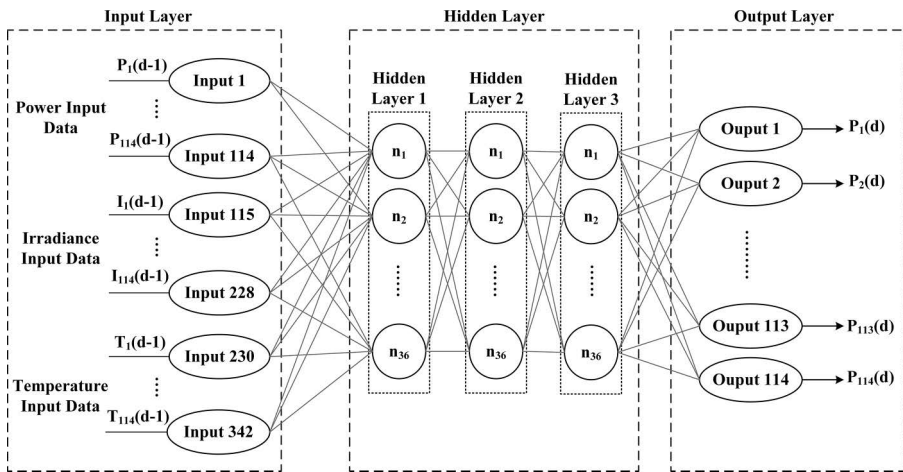 Input Layer
Hidden Layer
Output Layer
P1(d-1)
Input 1
Power Input
Data
P114(d-1)
Input 114
I1(d-1)
Input 115
Irradiance
Input Data
I114(d-1)
Input 228
T1(d-1)
Input 230
Temperature
Input Data
T114(d-1)
Input 342
Hidden
Layer 1
n1
n2
n36
Hidden
Layer 2
n1
n2
n36
Hidden
Layer 3
n1
n2
n36
Ouput 1
P1(d)
Ouput 2
P2(d)
Ouput 113
P113(d)
Ouput 114
P114(d)